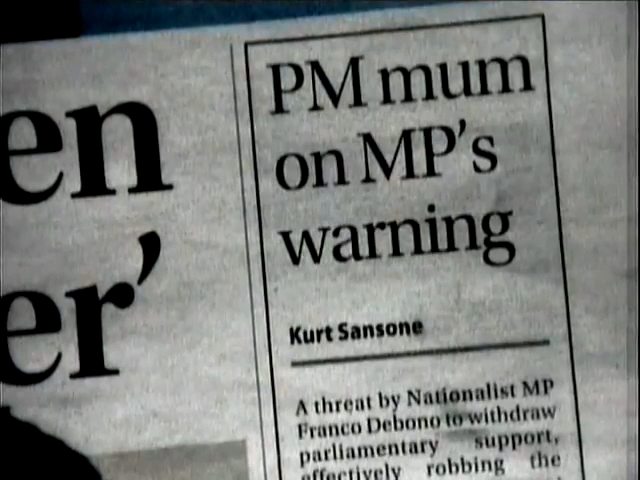 en
er’
PM mum
on MP’s
warning
Kurt Sansone
A threat by Nationalist MP
Franco Debono to withdraw
parliamentary support,
effectively robbing the